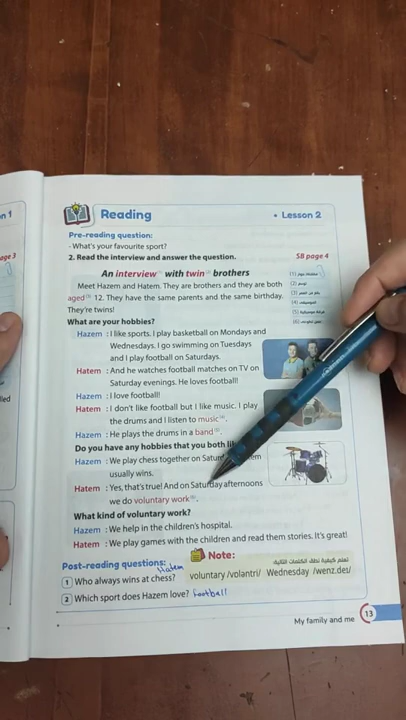 Reading
• Lesson 2
Pre-reading question:
- What's your favourite sport?
2. Read the interview and answer the question.
SB page 4
An interview with twin brothers
Meet Hazem and Hatem. They are brothers and they are both
aged 12. They have the same parents and the same birthday.
They're twins!
What are your hobbies?
Hazem : I like sports. I play basketball on Mondays and
Wednesdays. I go swimming on Tuesdays
and I play football on Saturdays.
Hatem : And he watches football matches on TV on
Saturday evenings. He loves football!
Hazem : I love football!
Hatem : I don't like football but I like music. I play
the drums and I listen to music.
Hazem : He plays the drums in a band.
Do you have any hobbies that you both
Hazem : We play chess together on
usually wins.
Hatem : Yes, that's true! And on Saturday afternoons
we do voluntary work.
What kind of voluntary work?
Hazem : We help in the children's hospital.
Hatem : We play games with the children and read them stories. It's great!
Note:
Post-reading questions:
Hatem
1 Who always wins at chess?
voluntary /volantri/ Wednesday /wenz.dei/
2 Which sport does Hazem love? football
My family and me
13